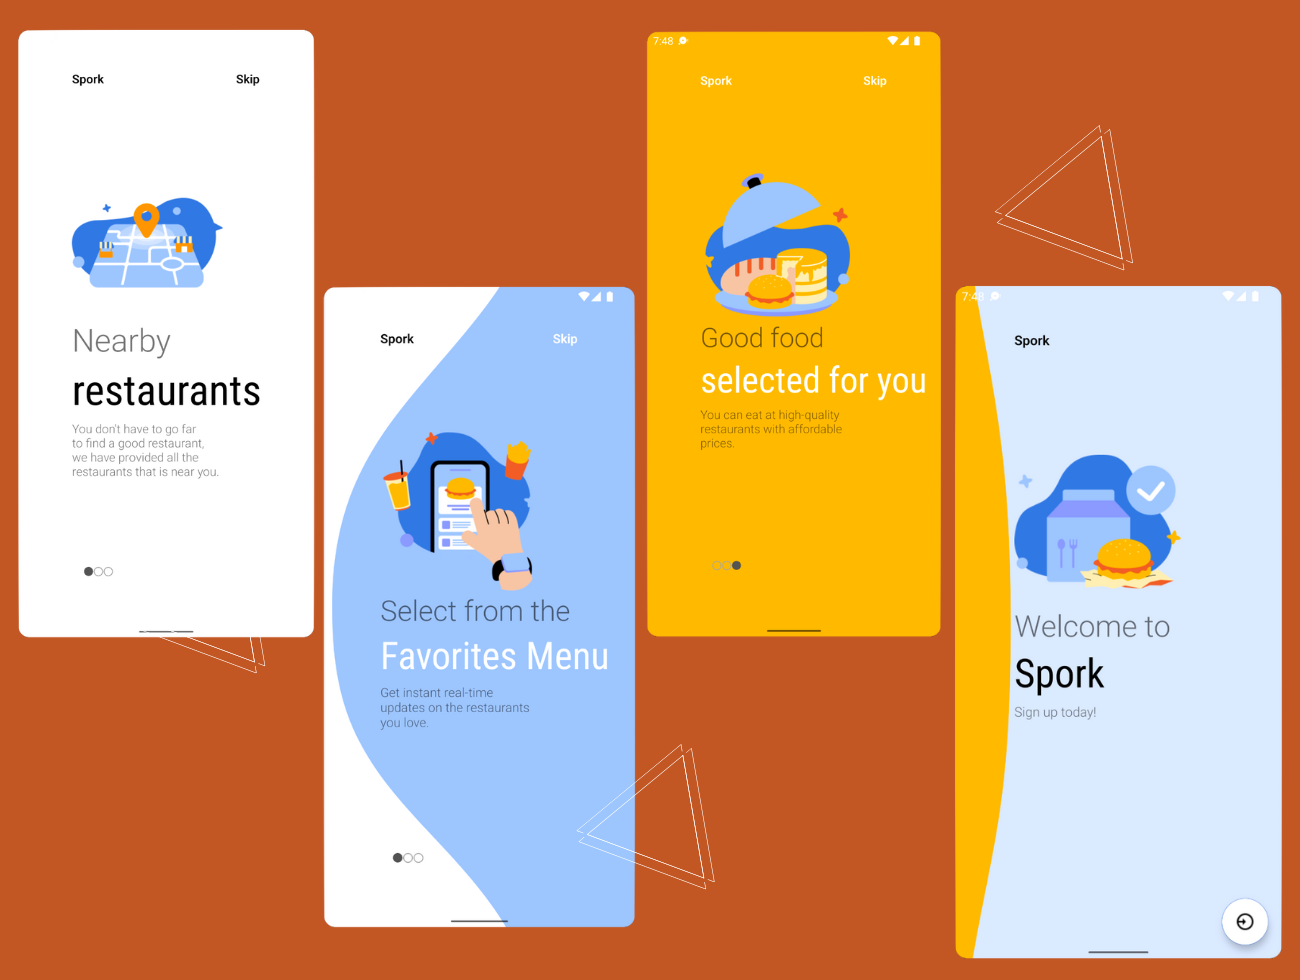 Spork
Skip
Nearby
restaurants
You don't have to go far
to find a good restaurant,
we have provided all the
restaurants that is near you.
Spork
Skip
Select from the
Favorites Menu
Get instant real-time
updates on the restaurants
you love.
7:48
Spork
Skip
Good food
selected for you
You can eat at high-quality
restaurants with affordable
prices.
7:48
Spork
Welcome to
Spork
Sign up today!